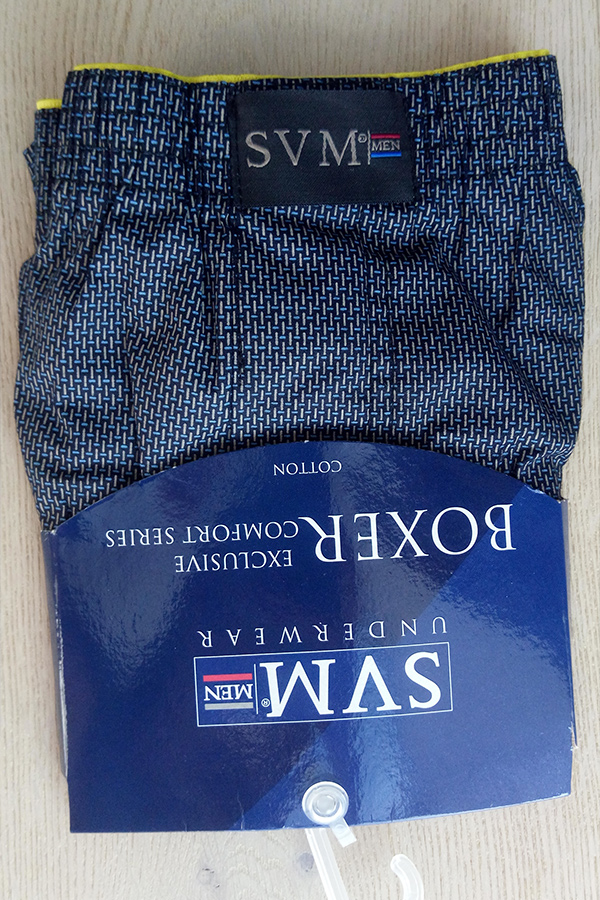 SVM® MEN
SVM® MEN
UNDERWEAR
BOXER EXCLUSIVE
COMFORT SERIES
COTTON